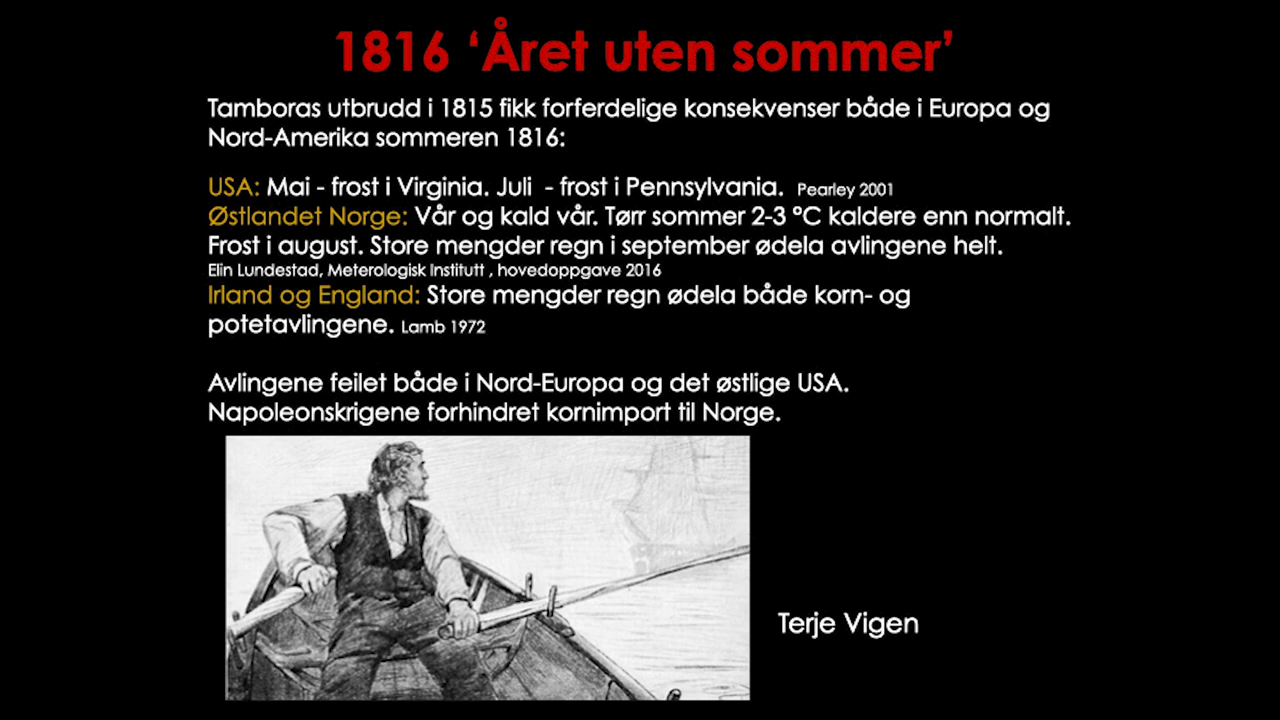 1816 ‘Året uten sommer’
Tamboras utbrudd i 1815 fikk forferdelige konsekvenser både i Europa og
Nord-Amerika sommeren 1816:
USA: Mai - frost i Virginia. Juli - frost i Pennsylvania. Pearley 2001
Østlandet Norge: Vår og kald vår. Tørr sommer 2-3 °C kaldere enn normalt.
Frost i august. Store mengder regn i september ødela avlingene helt.
Elin Lundestad, Meterologisk Institutt , hovedoppgave 2016
Irland og England: Store mengder regn ødela både korn- og
potetavlingene. Lamb 1972
Avlingene feilet både i Nord-Europa og det østlige USA.
Napoleonskrigene forhindret kornimport til Norge.
Terje Vigen